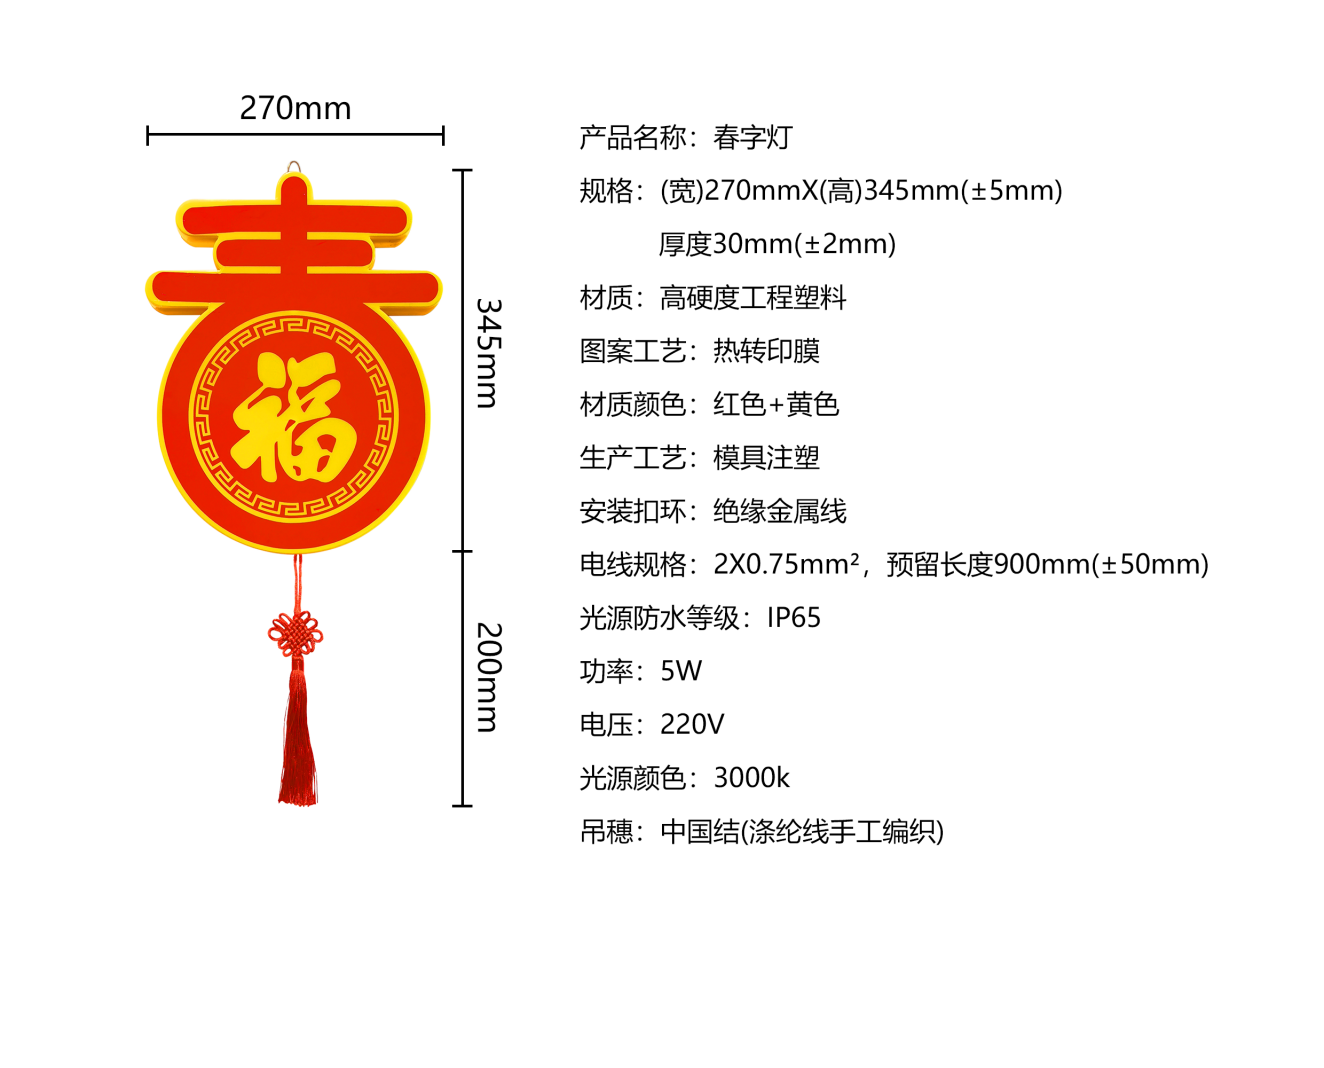 270mm
345mm
200mm
福
产品名称：春字灯
规格：(宽)270mmX(高)345mm(±5mm)
厚度30mm(±2mm)
材质：高硬度工程塑料
图案工艺：热转印膜
材质颜色：红色+黄色
生产工艺：模具注塑
安装扣环：绝缘金属线
电线规格：2X0.75mm²，预留长度900mm(±50mm)
光源防水等级：IP65
功率：5W
电压：220V
光源颜色：3000k
吊穗：中国结(涤纶线手工编织)